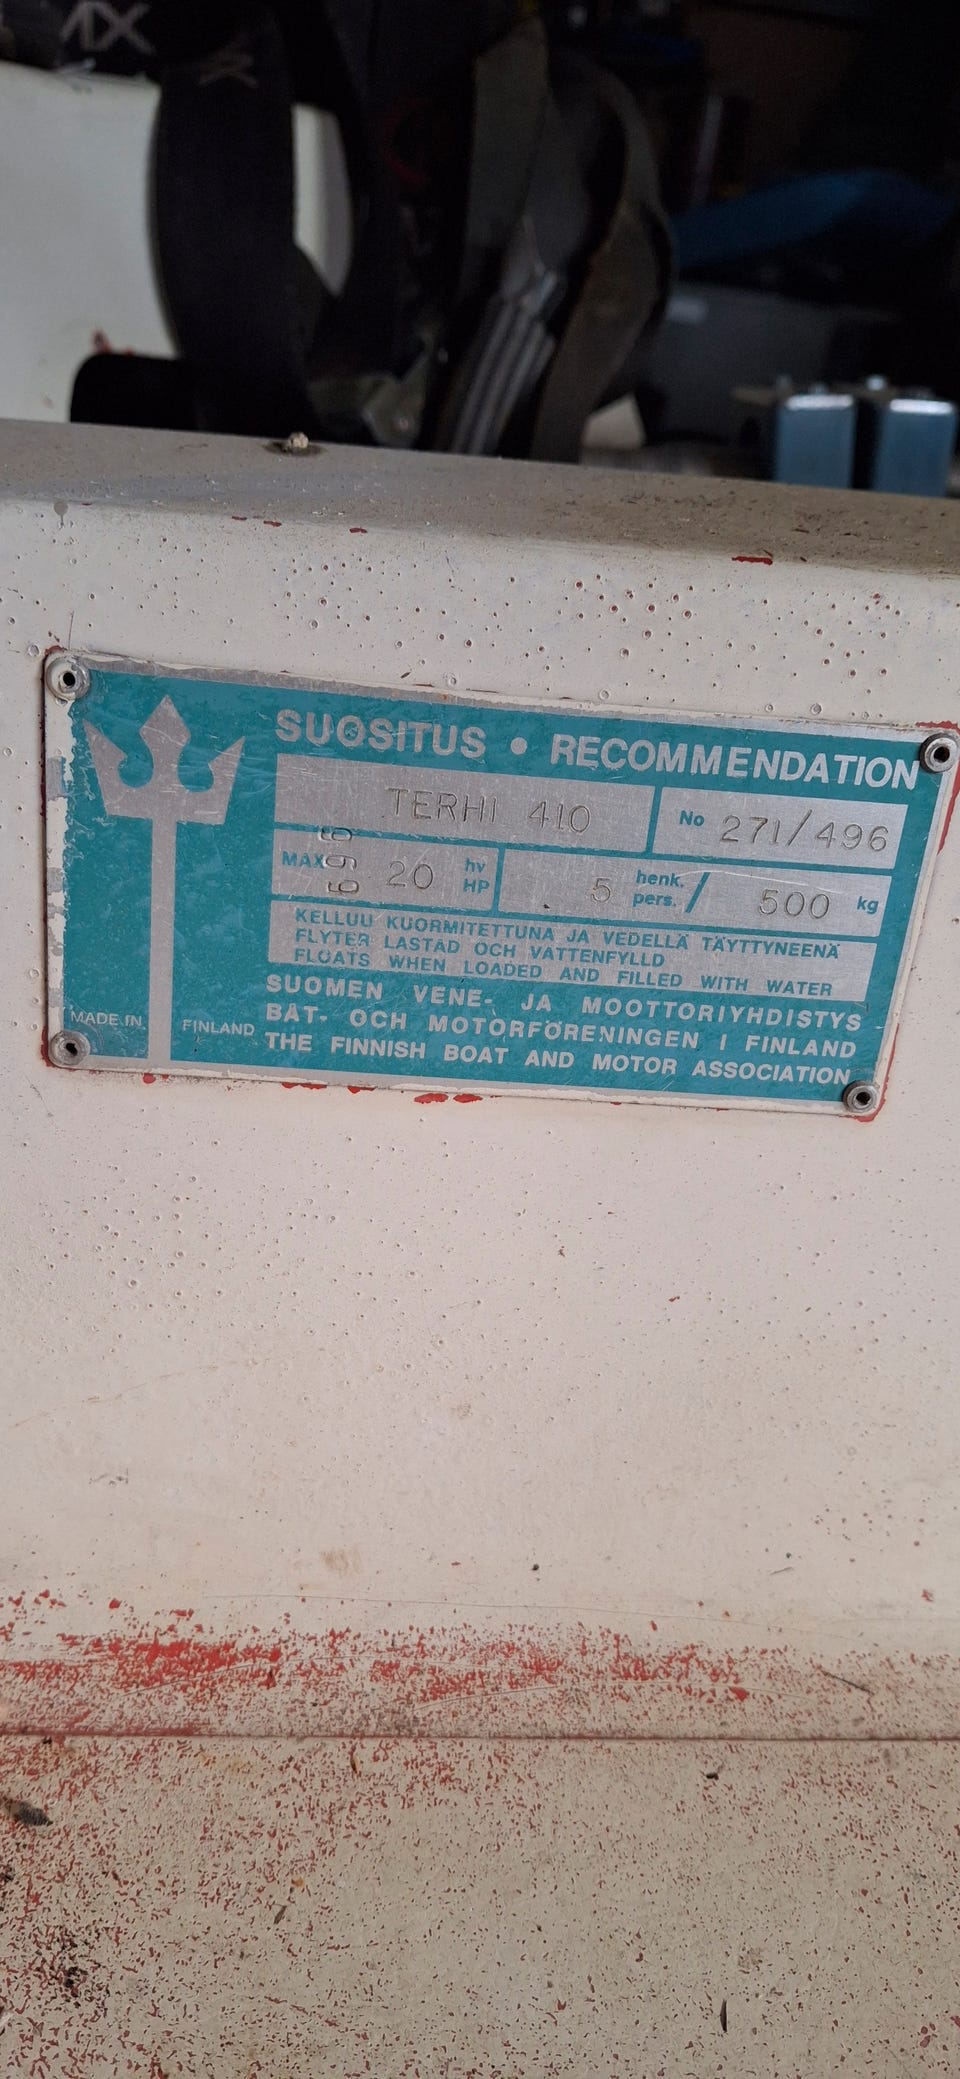 SUOSITUS • RECOMMENDATION
TERHI 410 No 271/496
MAX 20 hv HP 5 henk. pers. / 500 kg
KELLUU KUORMITETTUNA JA VEDELLÄ TÄYTTYNEENÄ
FLYTER LASTAD OCH VATTENFYLLD
FLOATS WHEN LOADED AND FILLED WITH WATER
SUOMEN VENE- JA MOOTTORIYHDISTYS
BÅT- OCH MOTORFÖRENINGEN I FINLAND
THE FINNISH BOAT AND MOTOR ASSOCIATION
MADE IN FINLAND